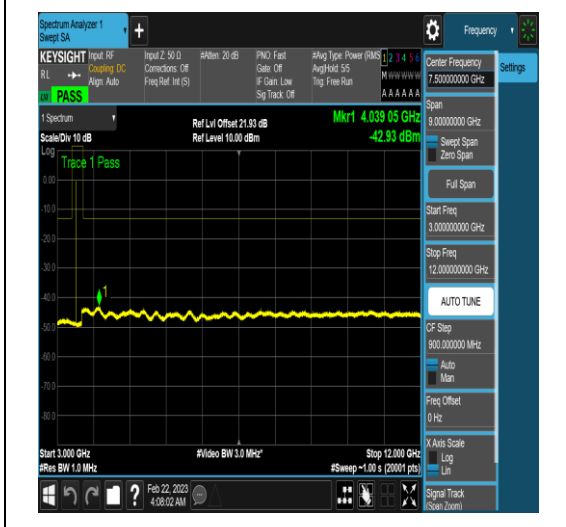 Spectrum Analyzer 1
Swept SA
+
Frequency
KEYSIGHT
RL
PASS
Input: RF
Coupling: DC
Align: Auto
Input Z: 50 Ω
Corrections: Off
Freq Ref: Int (S)
#Atten: 20 dB
PNO: Fast
Gate: Off
IF Gain: Low
Sig Track: Off
#Avg Type: Power (RMS)
Avg|Hold: 5/5
Trig: Free Run
1 2 3 4 5 6
M W W W W W
A A A A A A
1 Spectrum
Scale/Div 10 dB
Log
Ref Lvl Offset 21.93 dB
Ref Level 10.00 dBm
Mkr1 4.039 05 GHz
-42.93 dBm
Trace 1 Pass
0.00
-10.0
-20.0
-30.0
-40.0
-50.0
-60.0
-70.0
-80.0
1
Start 3.000 GHz
#Res BW 1.0 MHz
#Video BW 3.0 MHz*
Stop 12.000 GHz
#Sweep ~1.00 s (20001 pts)
?
Feb 22, 2023
4:08:02 AM
Center Frequency
7.500000000 GHz
Settings
Span
9.00000000 GHz
Swept Span
Zero Span
Full Span
Start Freq
3.000000000 GHz
Stop Freq
12.000000000 GHz
AUTO TUNE
CF Step
900.000000 MHz
Auto
Man
Freq Offset
0 Hz
X Axis Scale
Log
Lin
Signal Track
(Span Zoom)